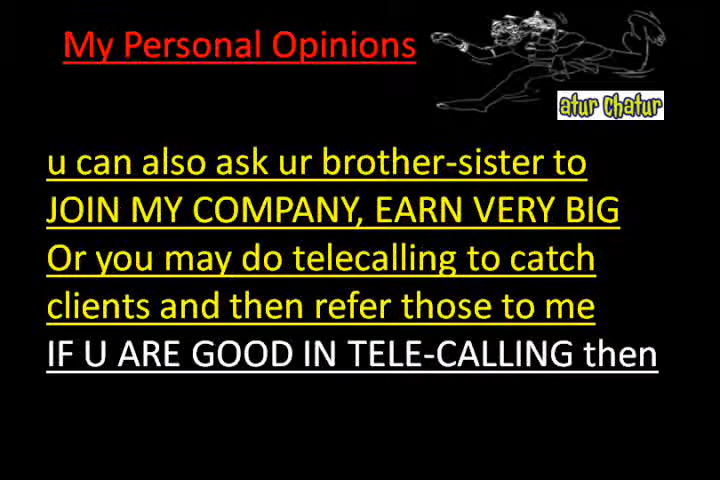 My Personal Opinions
atur chatur
u can also ask ur brother-sister to
JOIN MY COMPANY, EARN VERY BIG
Or you may do telecalling to catch
clients and then refer those to me
IF U ARE GOOD IN TELE-CALLING then